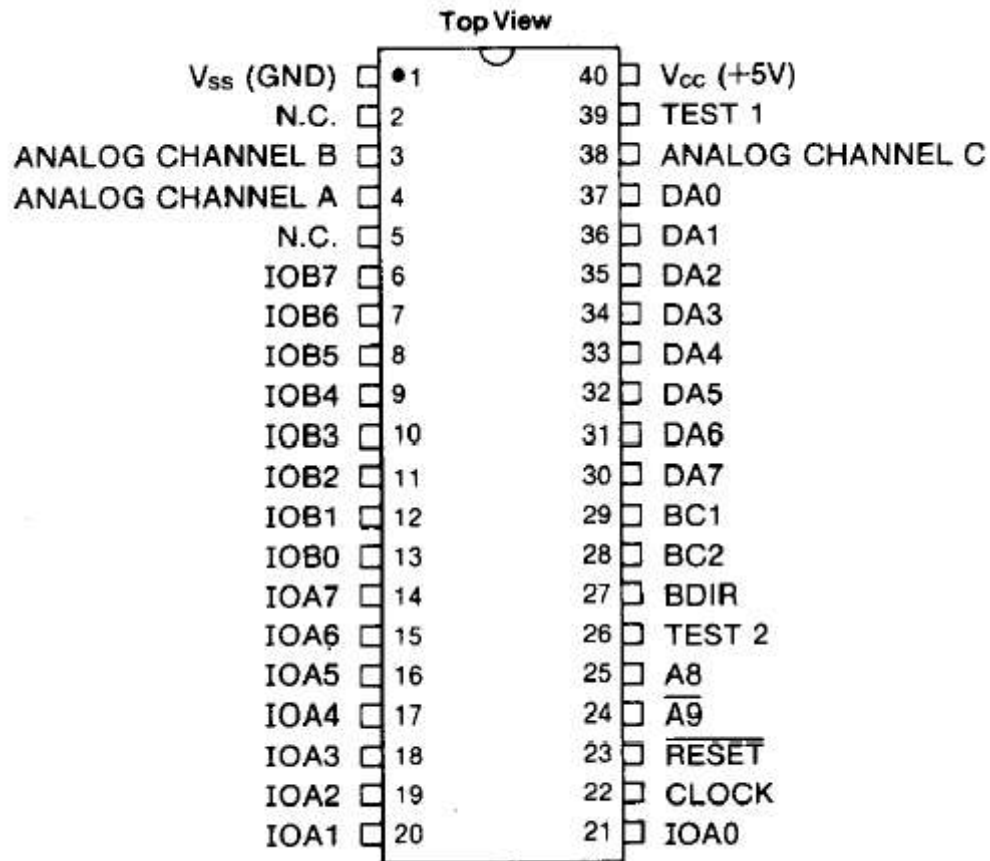 Top View
V_SS (GND) 1 40 V_CC (+5V)
N.C. 2 39 TEST 1
ANALOG CHANNEL B 3 38 ANALOG CHANNEL C
ANALOG CHANNEL A 4 37 DA0
N.C. 5 36 DA1
IOB7 6 35 DA2
IOB6 7 34 DA3
IOB5 8 33 DA4
IOB4 9 32 DA5
IOB3 10 31 DA6
IOB2 11 30 DA7
IOB1 12 29 BC1
IOB0 13 28 BC2
IOA7 14 27 BDIR
IOA6 15 26 TEST 2
IOA5 16 25 A8
IOA4 17 24 A̅9̅
IOA3 18 23 R̅E̅S̅E̅T̅
IOA2 19 22 CLOCK
IOA1 20 21 IOA0